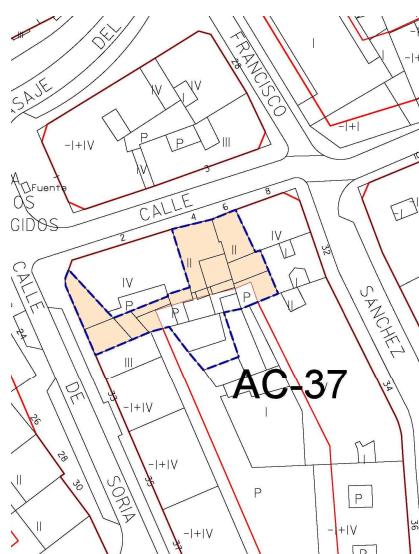 PASAJE DEL
FRANCISCO
28
I
IV
IV
I
-I+IV
P
P
III
IV
3
-I+I
Fuente
OS
GIDOS
CALLE
2
4
6
8
II
II
IV
I
32
I
IV
P
P
P
II
CALLE
DE
SORIA
24
26
28
30
II
II
III
33
-I+IV
35
-I+IV
37
-I+IV
SANCHEZ
34
36
AC-37
I
P
I
P
-I+IV
P